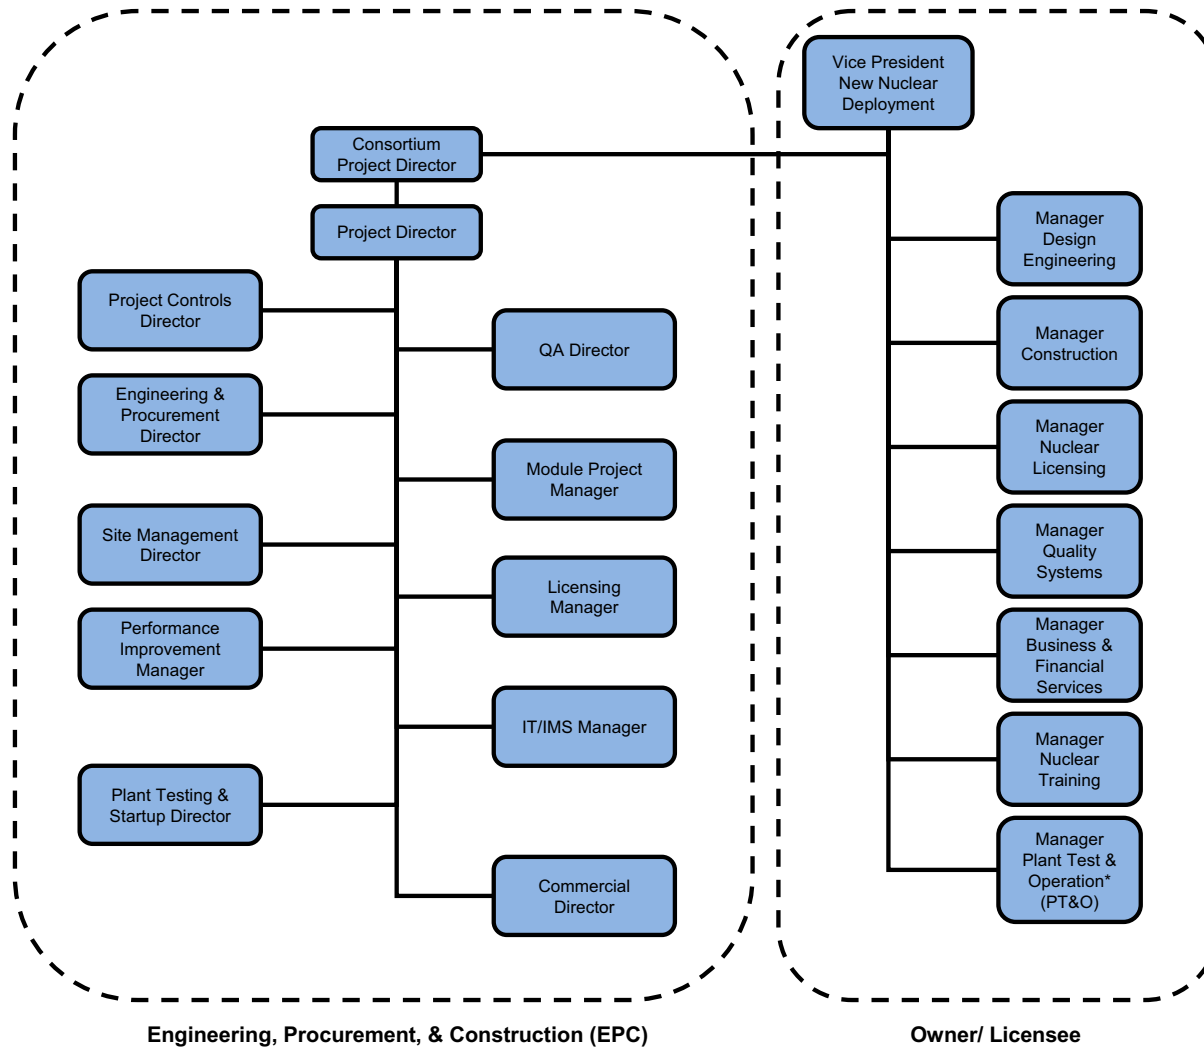 Vice President
New Nuclear
Deployment
Consortium
Project Director
Project Director
Project Controls
Director
QA Director
Engineering &
Procurement
Director
Module Project
Manager
Site Management
Director
Licensing
Manager
Performance
Improvement
Manager
IT/IMS Manager
Plant Testing &
Startup Director
Commercial
Director
Manager
Design
Engineering
Manager
Construction
Manager
Nuclear
Licensing
Manager
Quality
Systems
Manager
Business &
Financial
Services
Manager
Nuclear
Training
Manager
Plant Test &
Operation*
(PT&O)
Engineering, Procurement, & Construction (EPC)
Owner/ Licensee